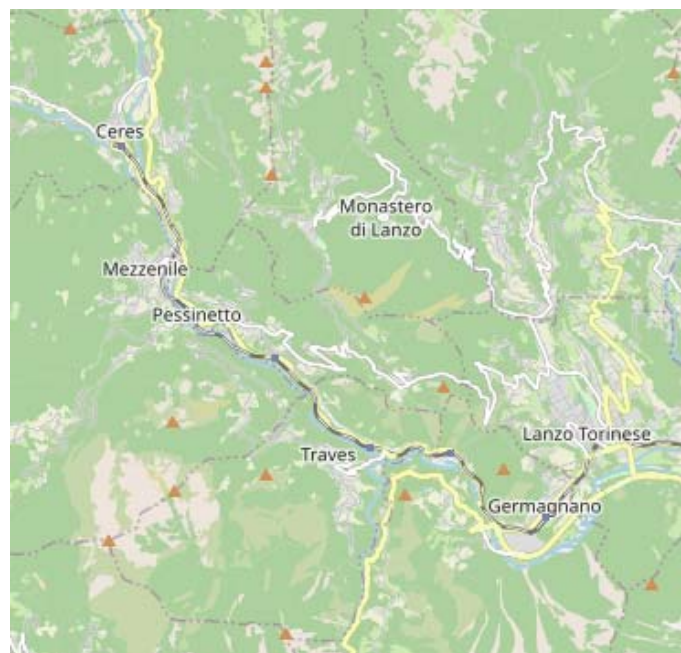 Ceres
Monastero
di Lanzo
Mezzenile
Pessinetto
Lanzo Torinese
Traves
Germagnano